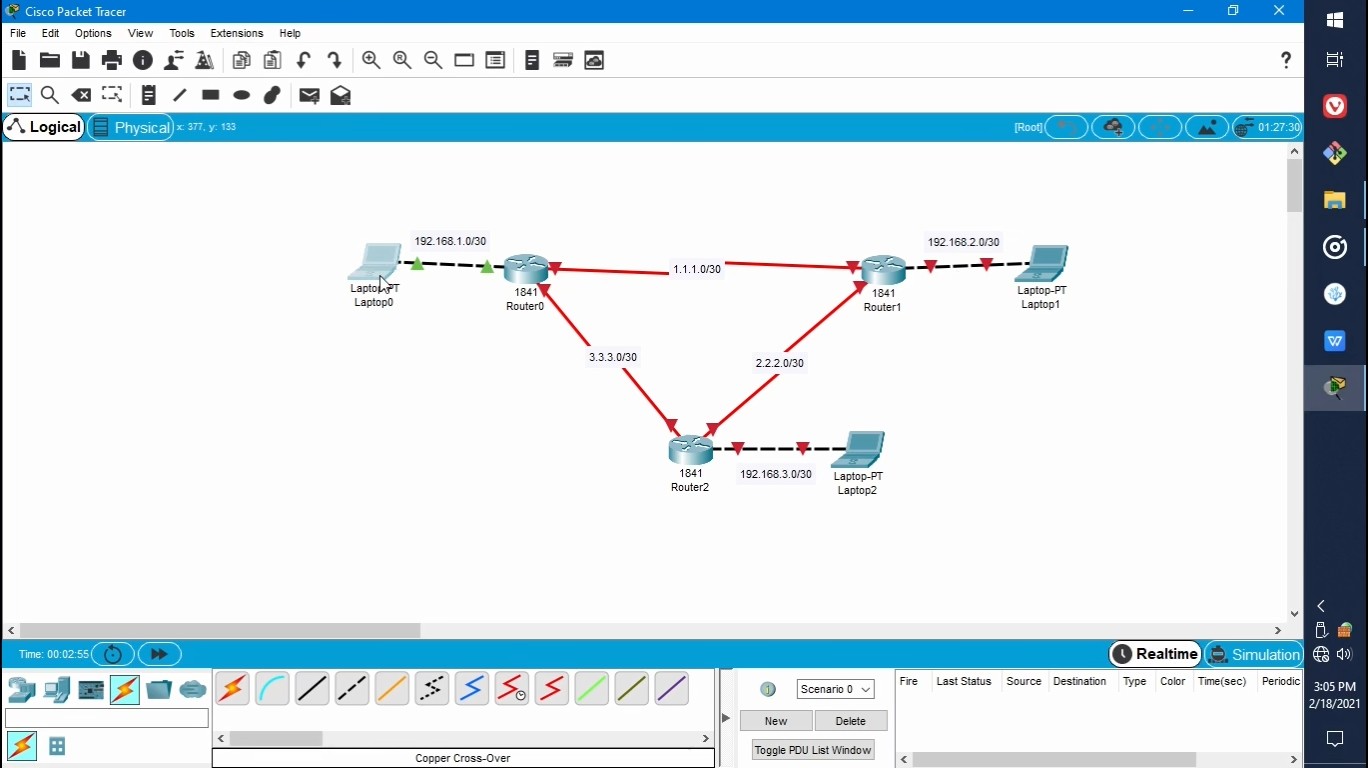 Cisco Packet Tracer
File Edit Options View Tools Extensions Help
?
Logical Physical x: 377, y: 133 [Root] 01:27:30
192.168.1.0/30
192.168.2.0/30
1.1.1.0/30
Laptop-PT
Laptop0
1841
Router0
1841
Router1
Laptop-PT
Laptop1
3.3.3.0/30
2.2.2.0/30
1841
Router2
192.168.3.0/30
Laptop-PT
Laptop2
Time: 00:02:55 Realtime Simulation
Scenario 0
New Delete
Toggle PDU List Window
Fire Last Status Source Destination Type Color Time(sec) Periodic
Copper Cross-Over
3:05 PM
2/18/2021